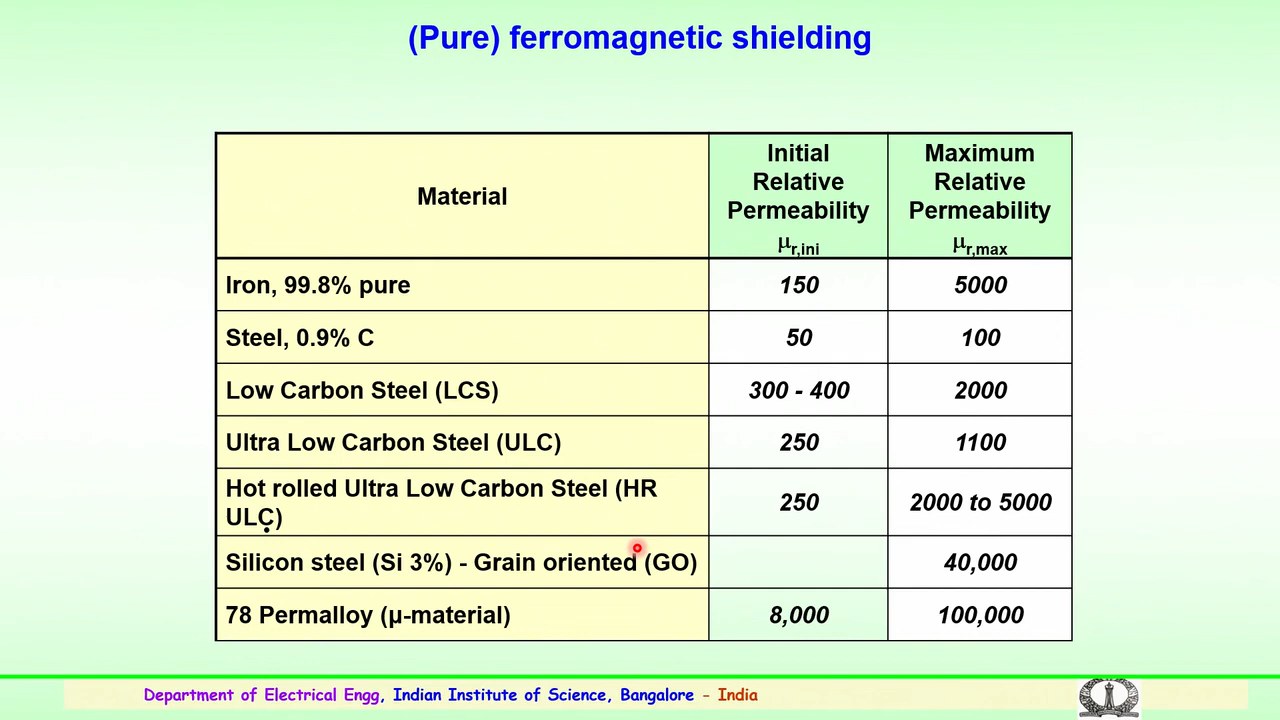 (Pure) ferromagnetic shielding
Material
Initial
Relative
Permeability
μr,ini
Maximum
Relative
Permeability
μr,max
Iron, 99.8% pure 150 5000
Steel, 0.9% C 50 100
Low Carbon Steel (LCS) 300 - 400 2000
Ultra Low Carbon Steel (ULC) 250 1100
Hot rolled Ultra Low Carbon Steel (HR
ULC) 250 2000 to 5000
Silicon steel (Si 3%) - Grain oriented (GO) 40,000
78 Permalloy (μ-material) 8,000 100,000
Department of Electrical Engg, Indian Institute of Science, Bangalore - India